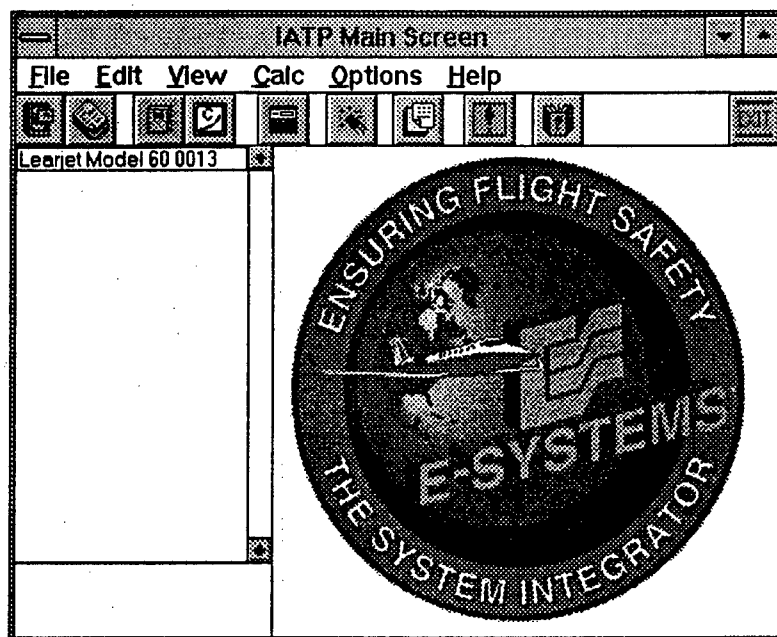 IATP Main Screen
File Edit View Calc Options Help
EXIT
Learjet Model 60 0013
ENSURING FLIGHT SAFETY
E-SYSTEMS
THE SYSTEM INTEGRATOR